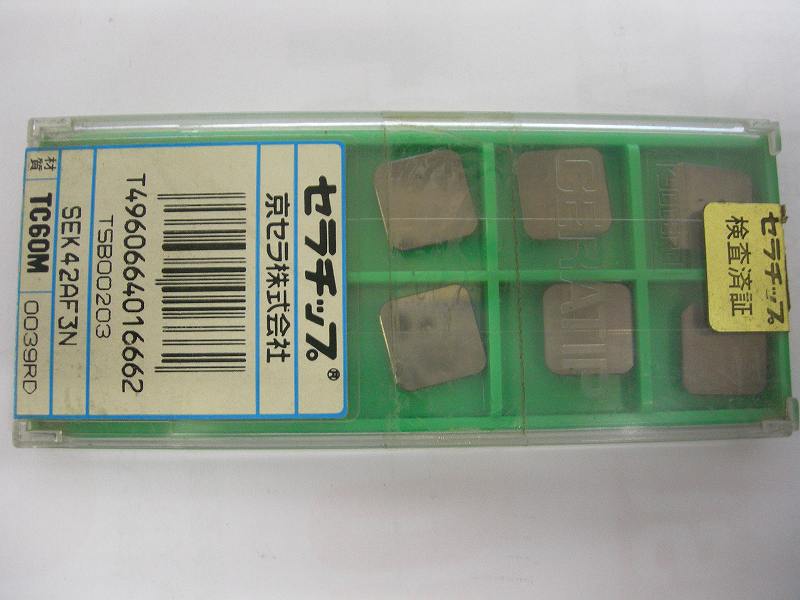 セラチップ®
京セラ株式会社
T4960664016662
TSB00203
SEK42AF3N
材質 TC60M 0039RD
CERATIP
セラチップ
検査済証